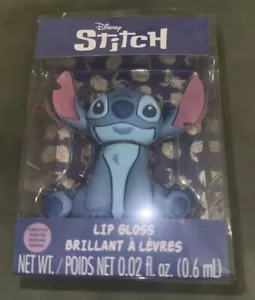 Disney
STiTCH
LIP GLOSS
BRILLANT À LÈVRES
NET WT. / POIDS NET 0.02 fl. oz. (0.6 mL)